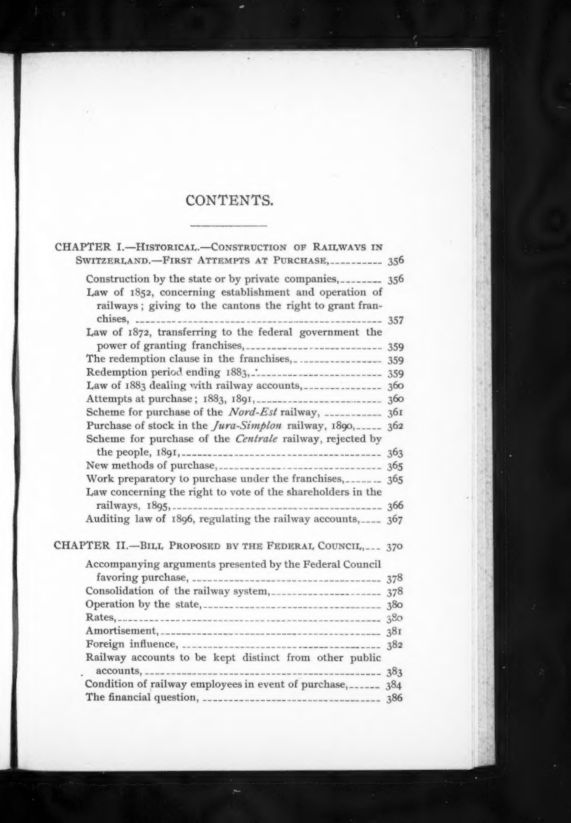 CONTENTS.
CHAPTER I.—HISTORICAL.—CONSTRUCTION OF RAILWAYS IN
SWITZERLAND.—FIRST ATTEMPTS AT PURCHASE, 356
Construction by the state or by private companies, 356
Law of 1852, concerning establishment and operation of
railways ; giving to the cantons the right to grant fran-
chises, 357
Law of 1872, transferring to the federal government the
power of granting franchises, 359
The redemption clause in the franchises, 359
Redemption period ending 1883, 359
Law of 1883 dealing with railway accounts, 360
Attempts at purchase ; 1883, 1891, 360
Scheme for purchase of the Nord-Est railway, 361
Purchase of stock in the Jura-Simplon railway, 1890, 362
Scheme for purchase of the Centrale railway, rejected by
the people, 1891, 363
New methods of purchase, 365
Work preparatory to purchase under the franchises, 365
Law concerning the right to vote of the shareholders in the
railways, 1895, 366
Auditing law of 1896, regulating the railway accounts, 367
CHAPTER II.—BILL PROPOSED BY THE FEDERAL COUNCIL, 370
Accompanying arguments presented by the Federal Council
favoring purchase, 378
Consolidation of the railway system, 378
Operation by the state, 380
Rates, 380
Amortisement, 381
Foreign influence, 382
Railway accounts to be kept distinct from other public
accounts, 383
Condition of railway employees in event of purchase, 384
The financial question, 386